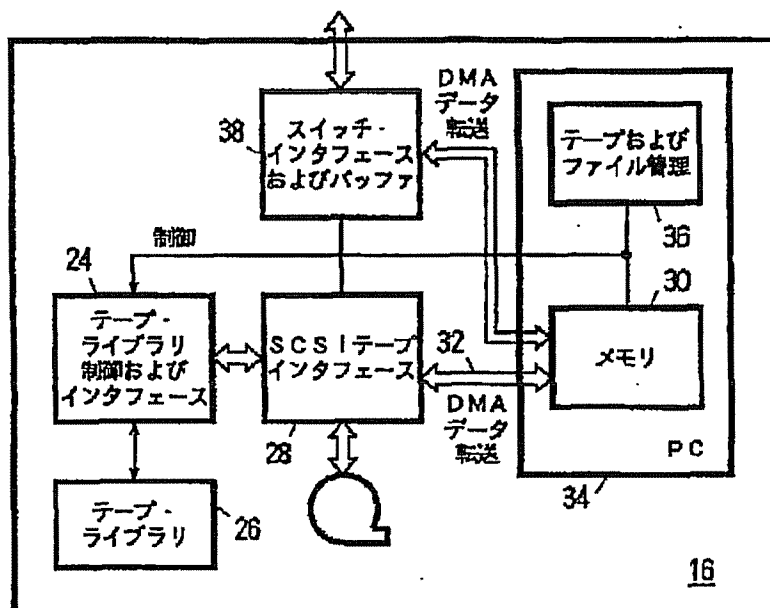 DMA
データ
転送
38
スイッチ・
インタフェース
およびバッファ
テープおよび
ファイル管理
36
制御
24
テープ・
ライブラリ
制御および
インタフェース
SCSIテープ
インタフェース
28
32
DMA
データ
転送
30
メモリ
PC
34
テープ・
ライブラリ
26
16